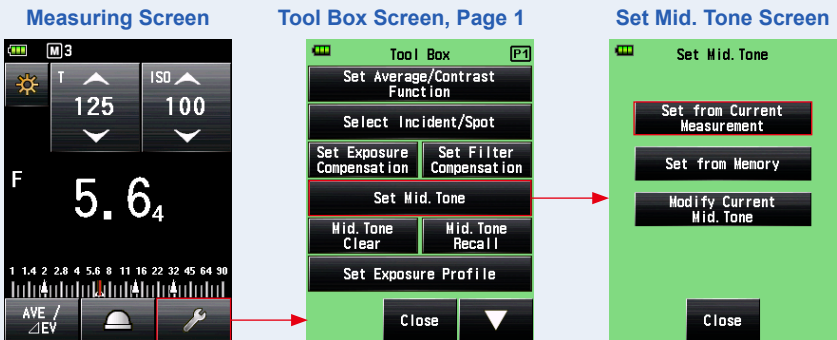 Measuring Screen
M 3
T
125
ISO
100
F
5.6 4
1 1.4 2 2.8 4 5.6 8 11 16 22 32 45 64 90
AVE /
⊿EV
Tool Box Screen, Page 1
Tool Box
P1
Set Average/Contrast
Function
Select Incident/Spot
Set Exposure
Compensation
Set Filter
Compensation
Set Mid. Tone
Mid. Tone
Clear
Mid. Tone
Recall
Set Exposure Profile
Close
Set Mid. Tone Screen
Set Mid. Tone
Set from Current
Measurement
Set from Memory
Modify Current
Mid. Tone
Close